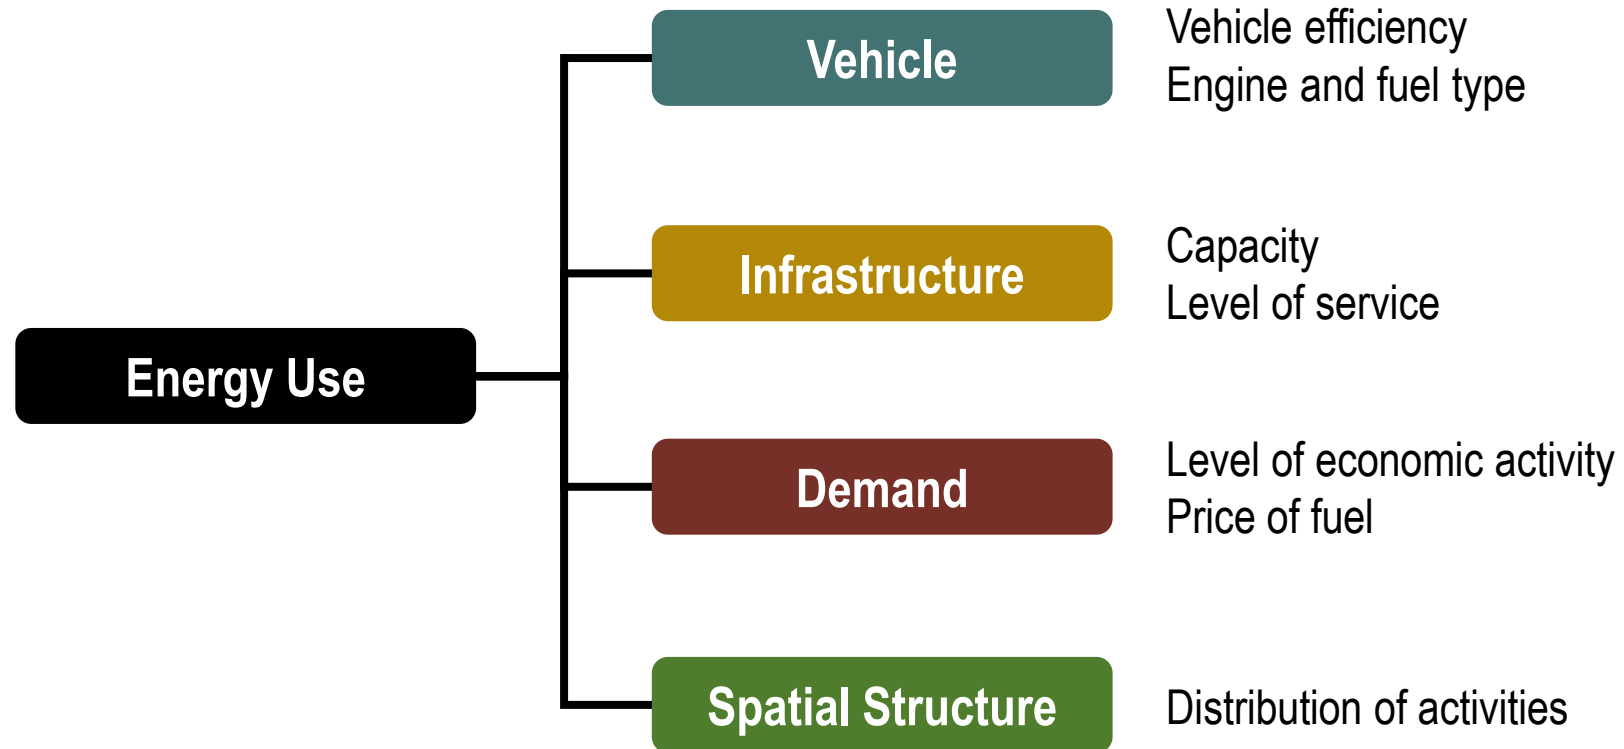 Energy Use
Vehicle
Vehicle efficiency
Engine and fuel type
Infrastructure
Capacity
Level of service
Demand
Level of economic activity
Price of fuel
Spatial Structure
Distribution of activities